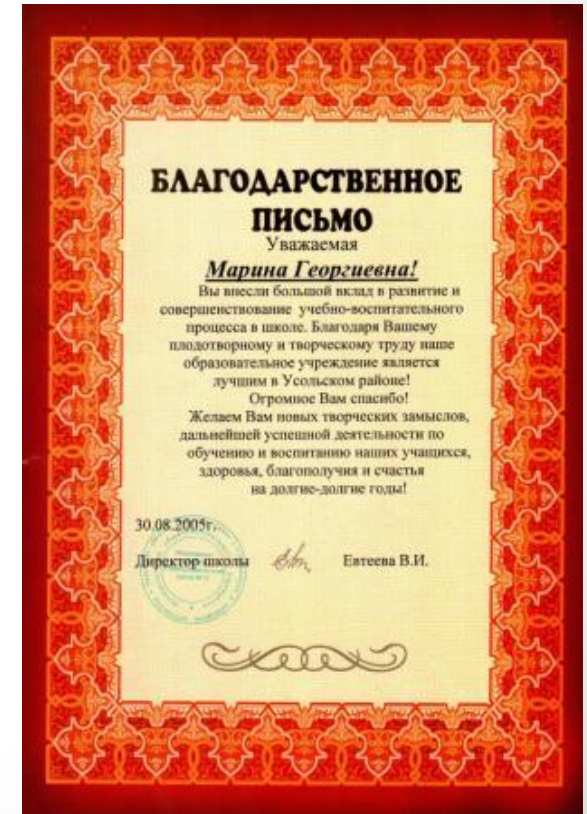 БЛАГОДАРСТВЕННОЕ
ПИСЬМО
Уважаемая
Марина Георгиевна!
Вы внесли большой вклад в развитие и
совершенствование учебно-воспитательного
процесса в школе. Благодаря Вашему
плодотворному и творческому труду наше
образовательное учреждение является
лучшим в Усольском районе!
Огромное Вам спасибо!
Желаем Вам новых творческих замыслов,
дальнейшей успешной деятельности по
обучению и воспитанию наших учащихся,
здоровья, благополучия и счастья
на долгие-долгие годы!
30.08.2005г.
Директор школы Евтеева В.И.